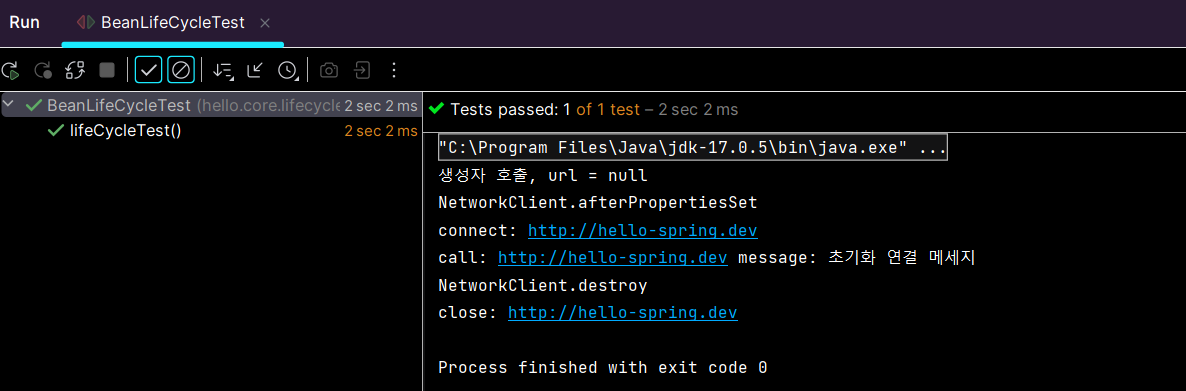 Run BeanLifeCycleTest
BeanLifeCycleTest (hello.core.lifecycle 2 sec 2 ms
lifeCycleTest() 2 sec 2 ms
Tests passed: 1 of 1 test – 2 sec 2 ms
"C:\Program Files\Java\jdk-17.0.5\bin\java.exe" ...
생성자 호출, url = null
NetworkClient.afterPropertiesSet
connect: http://hello-spring.dev
call: http://hello-spring.dev message: 초기화 연결 메세지
NetworkClient.destroy
close: http://hello-spring.dev
Process finished with exit code 0